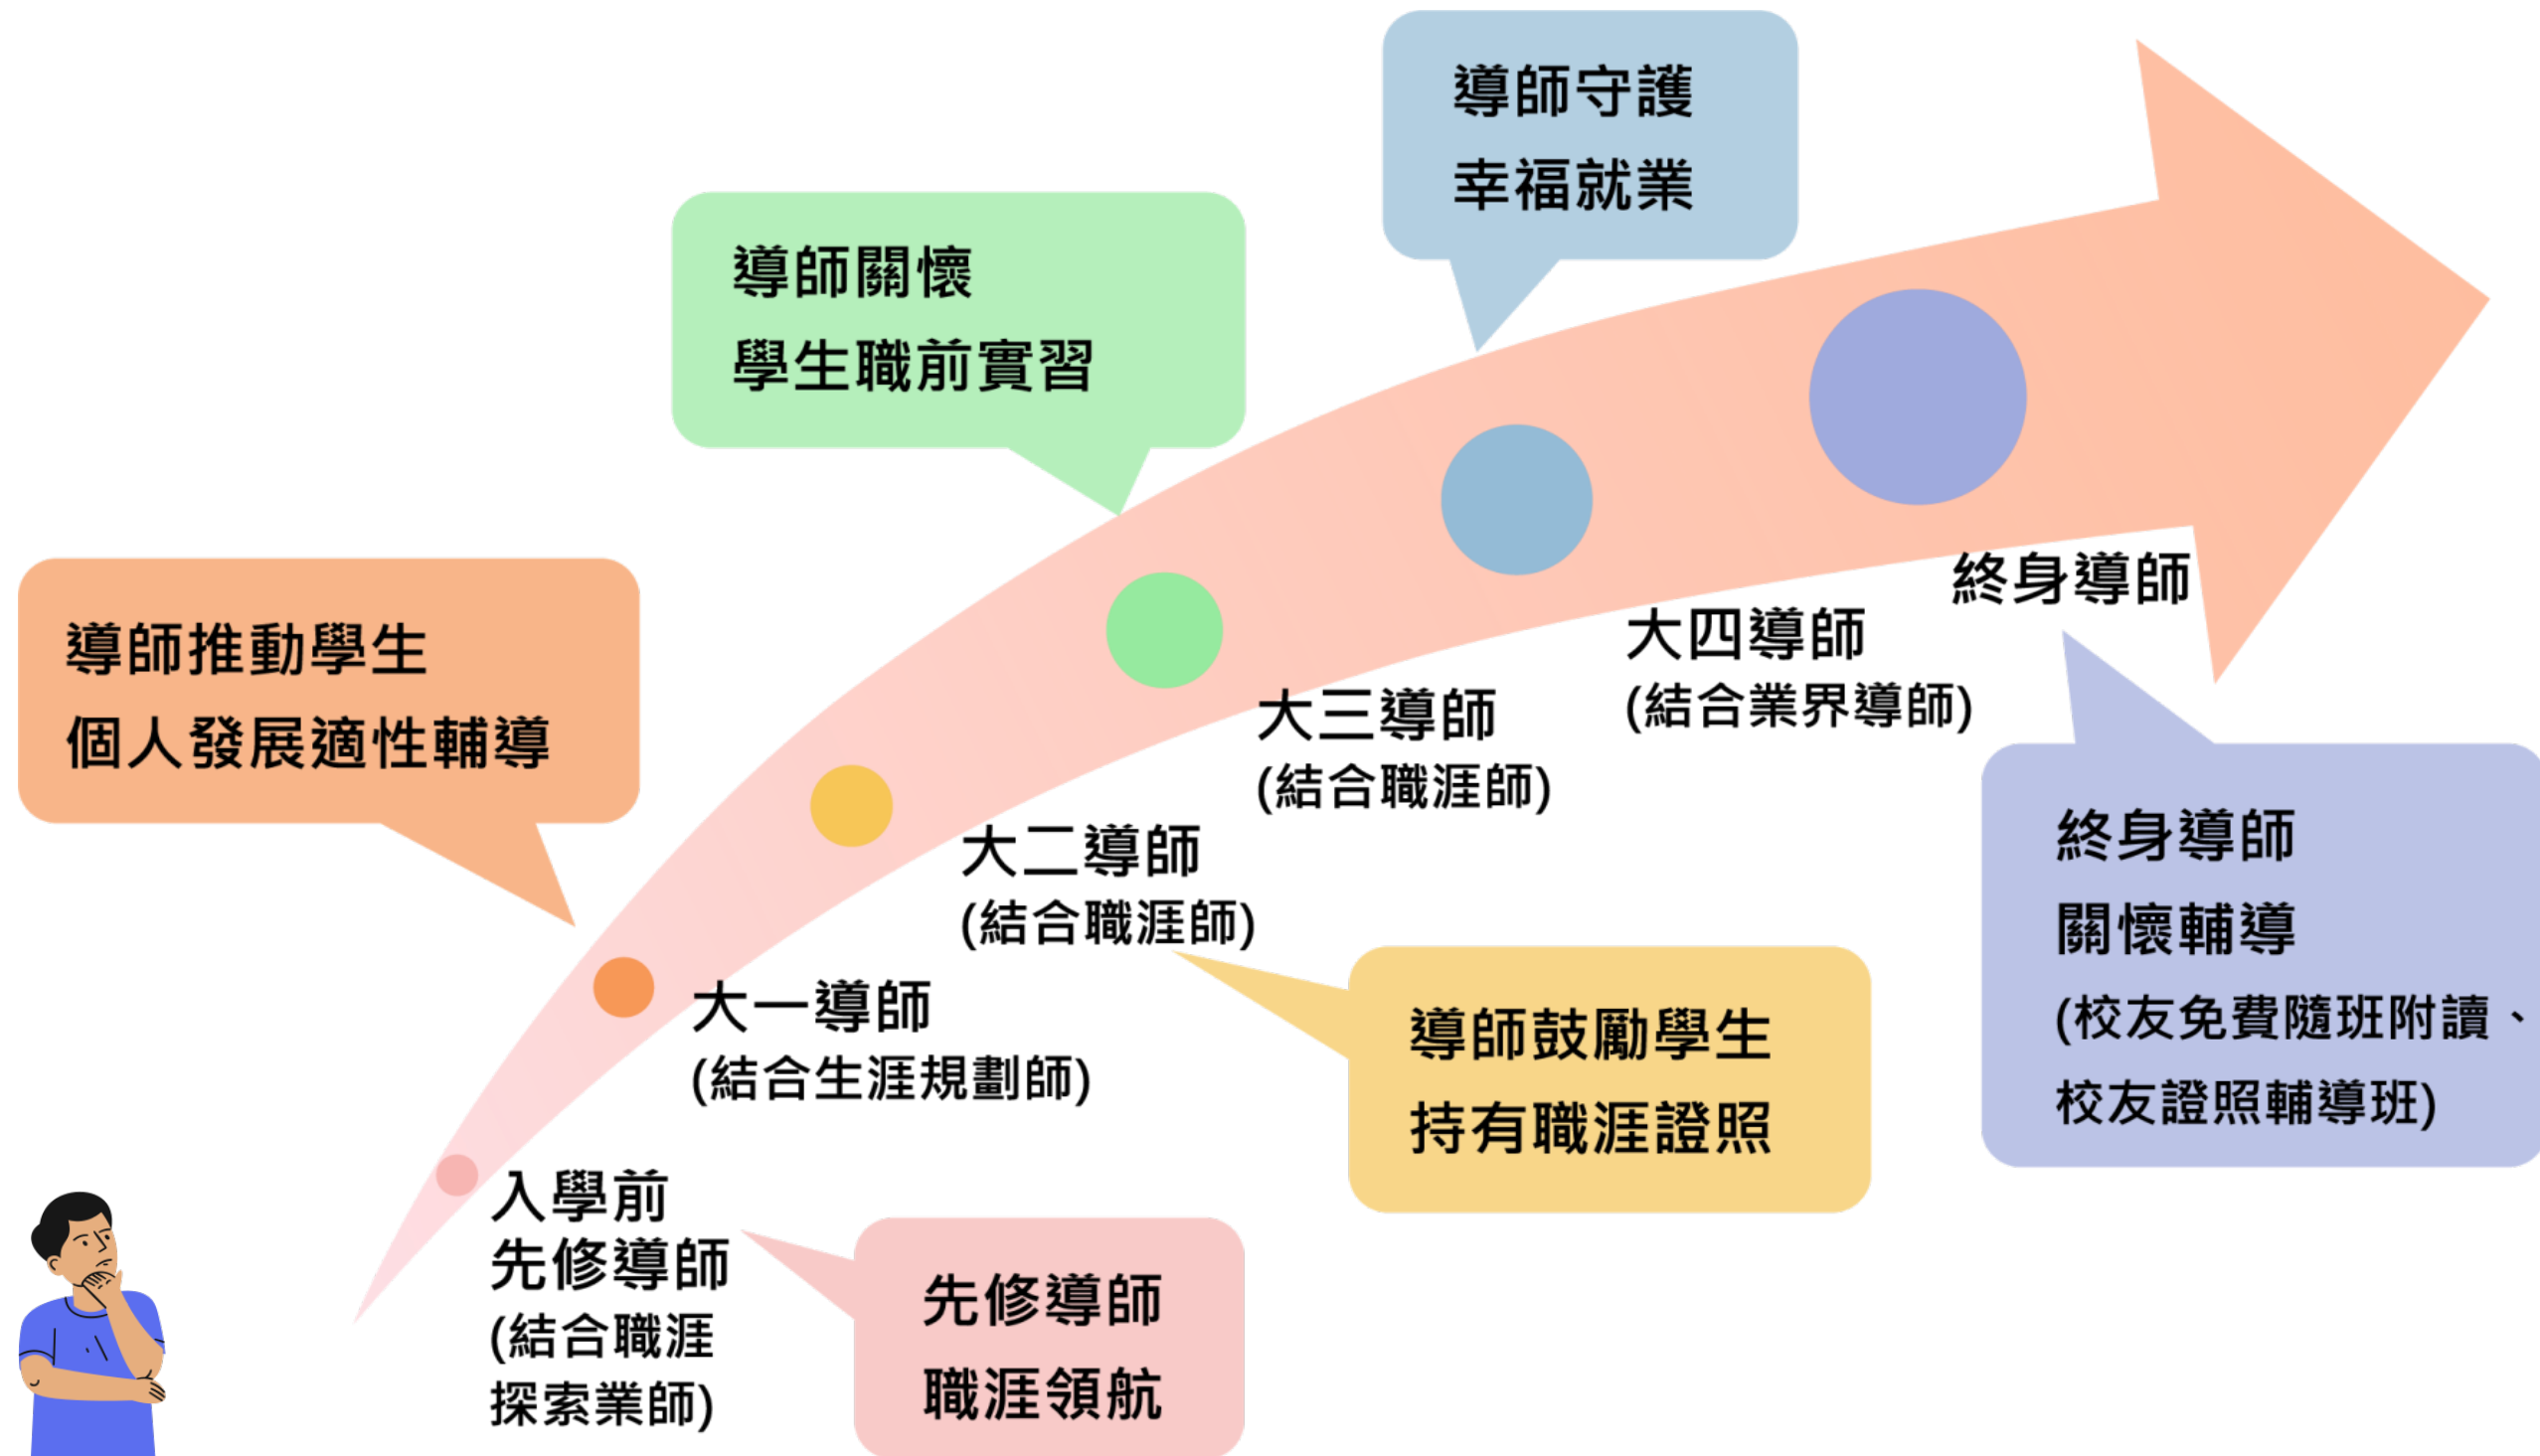 導師守護
幸福就業
導師關懷
學生職前實習
導師推動學生
個人發展適性輔導
終身導師
大四導師
(結合業界導師)
大三導師
(結合職涯師)
大二導師
(結合職涯師)
大一導師
(結合生涯規劃師)
入學前
先修導師
(結合職涯
探索業師)
終身導師
關懷輔導
(校友免費隨班附讀、
校友證照輔導班)
導師鼓勵學生
持有職涯證照
先修導師
職涯領航